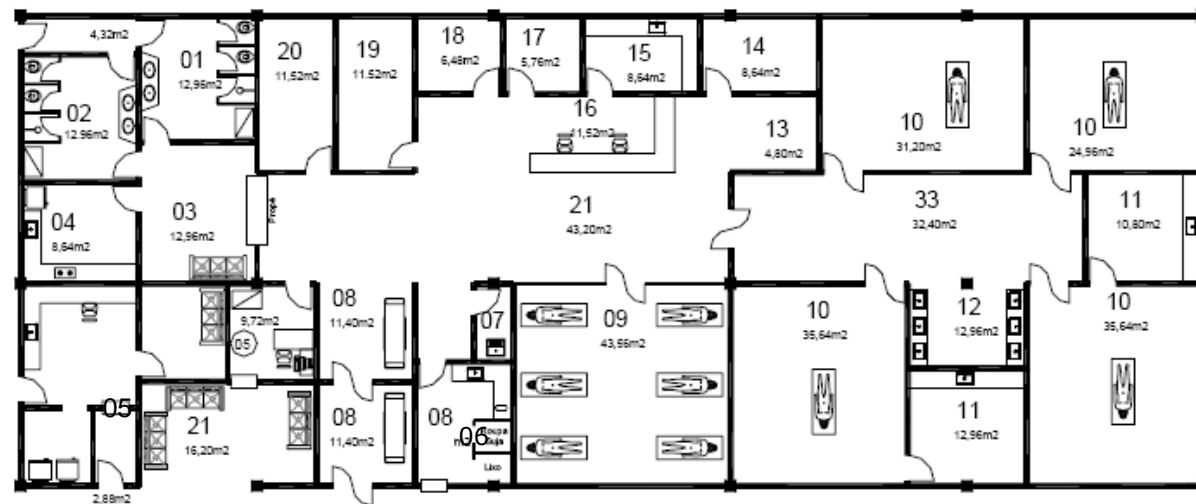 4,32m2
01
12,96m2
02
12.96m2
20
11,52m2
19
11.52m2
18
6,48m2
17
5,76m2
15
8,64m2
14
8,64m2
16
11,52m2
13
4,80m2
10
31,20m2
10
24,96m2
04
8,64m2
03
12,96m2
Propé
21
43,20m2
33
32,40m2
11
10,80m2
9,72m2
05
08
11,40m2
07
09
43,56m2
10
35,64m2
12
12,96m2
10
35,64m2
05
21
16,20m2
08
11,40m2
08
06
Roupa
Suja
Lixo
11
12,96m2
2,88m2